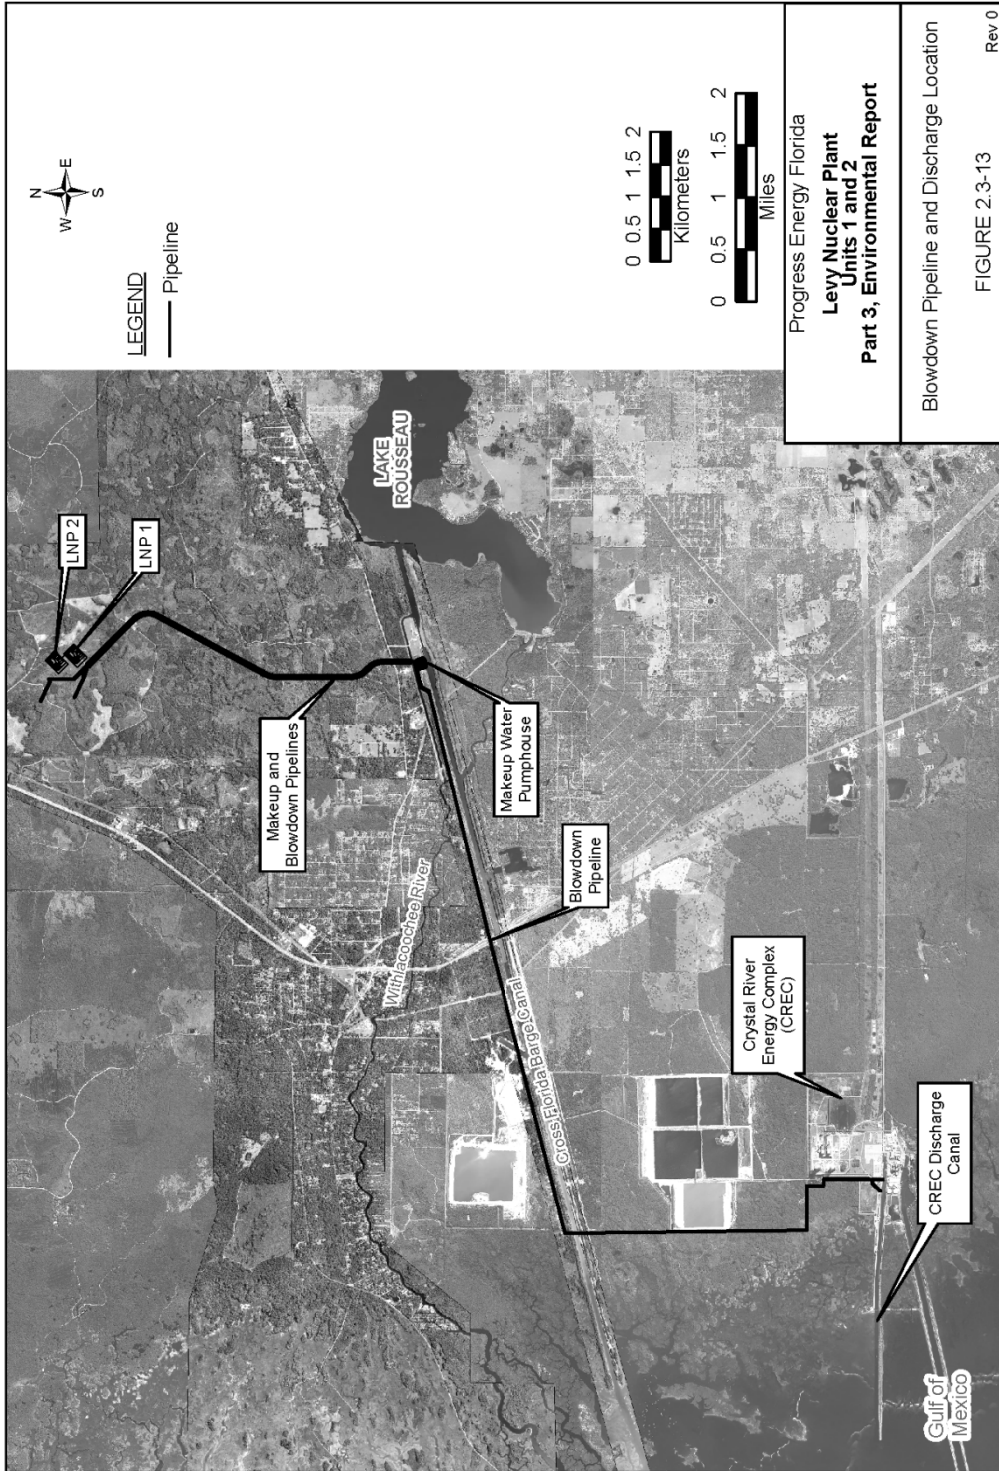 N
W
E
S
LEGEND
Pipeline
LNP 2
LNP 1
LAKE
ROUSSEAU
Makeup and
Blowdown Pipelines
Makeup Water
Pumphouse
Withlacoochee River
Blowdown
Pipeline
Cross Florida Barge Canal
Crystal River
Energy Complex
(CREC)
CREC Discharge
Canal
Gulf of
Mexico
0 0.5 1 1.5 2
Kilometers
0 0.5 1 1.5 2
Miles
Progress Energy Florida
Levy Nuclear Plant
Units 1 and 2
Part 3, Environmental Report
Blowdown Pipeline and Discharge Location
FIGURE 2.3-13
Rev 0